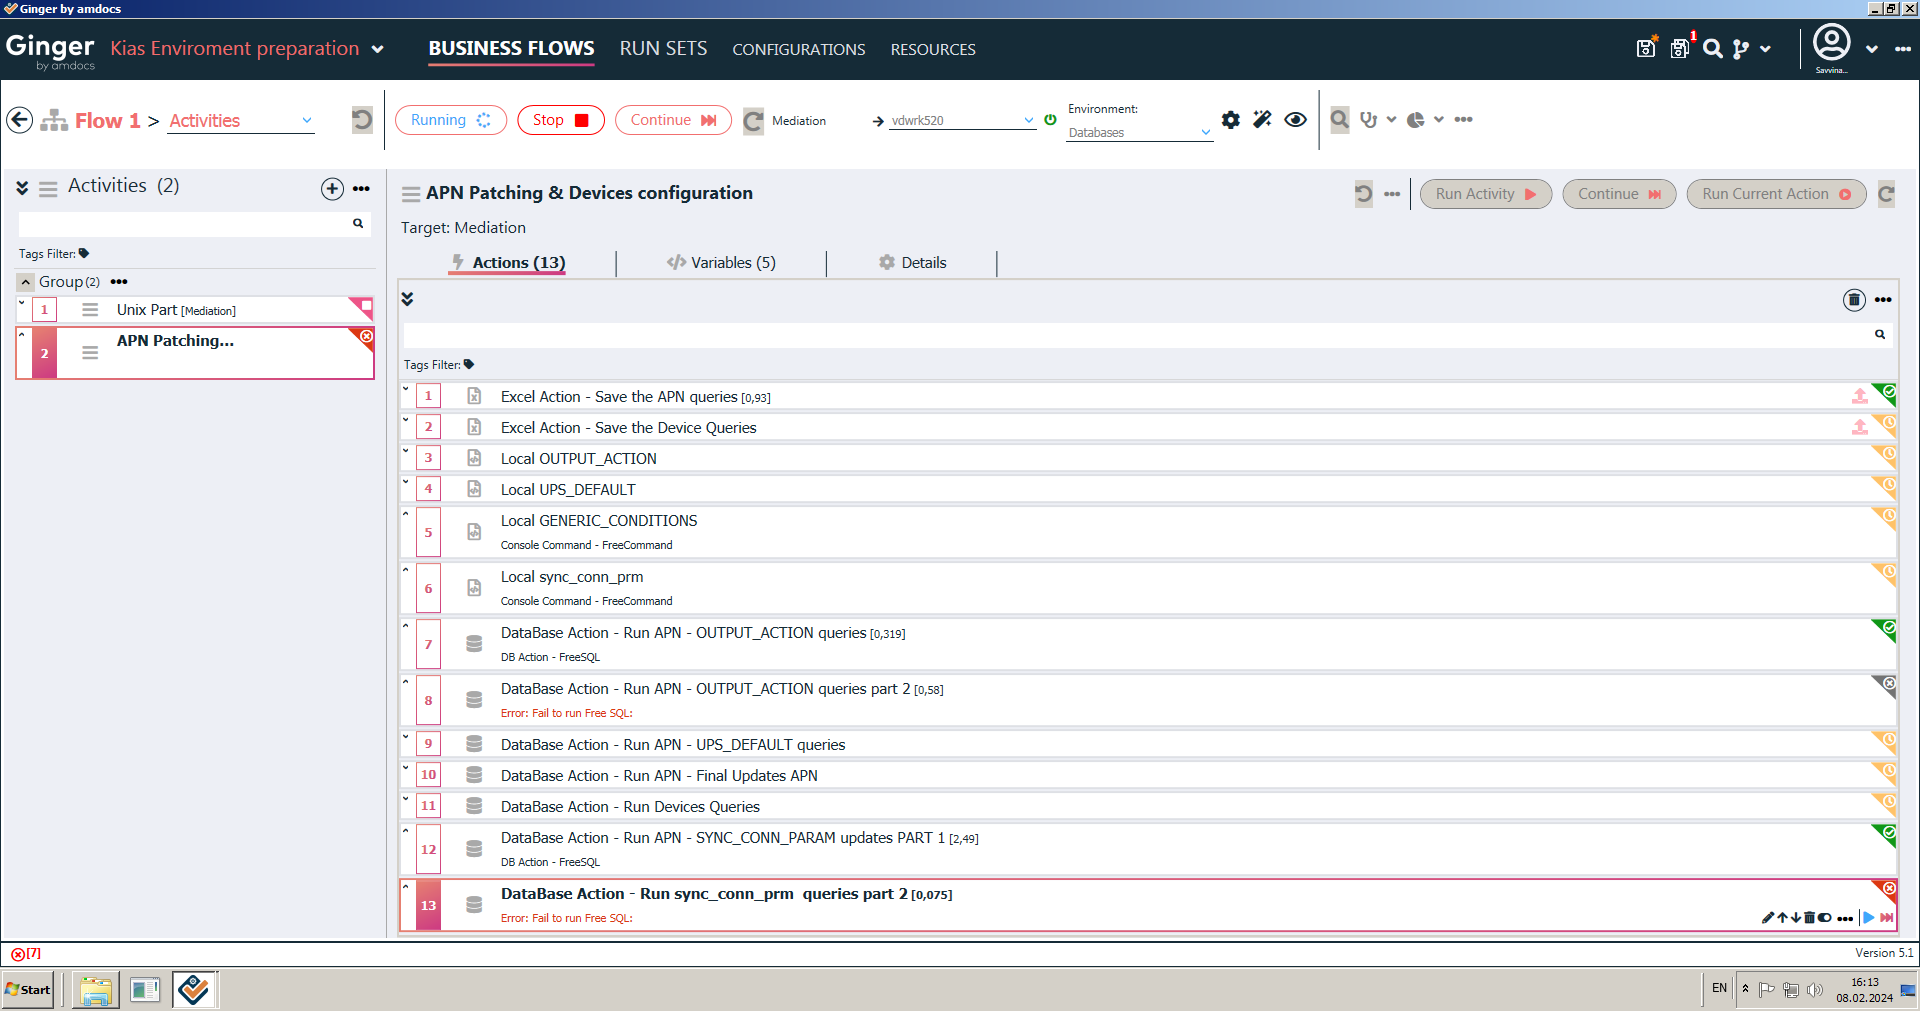 Ginger by amdocs
Ginger
by amdocs
Kias Enviroment preparation
BUSINESS FLOWS
RUN SETS
CONFIGURATIONS
RESOURCES
1
Savvina...
Flow 1 >
Activities
Running
Stop
Continue
Mediation
vdwrk520
Environment:
Databases
Activities (2)
Tags Filter:
Group (2)
1 Unix Part [Mediation]
2 APN Patching...
APN Patching & Devices configuration
Run Activity
Continue
Run Current Action
Target: Mediation
Actions (13)
Variables (5)
Details
Tags Filter:
1 Excel Action - Save the APN queries [0,93]
2 Excel Action - Save the Device Queries
3 Local OUTPUT_ACTION
4 Local UPS_DEFAULT
5 Local GENERIC_CONDITIONS
Console Command - FreeCommand
6 Local sync_conn_prm
Console Command - FreeCommand
7 DataBase Action - Run APN - OUTPUT_ACTION queries [0,319]
DB Action - FreeSQL
8 DataBase Action - Run APN - OUTPUT_ACTION queries part 2 [0,58]
Error: Fail to run Free SQL:
9 DataBase Action - Run APN - UPS_DEFAULT queries
10 DataBase Action - Run APN - Final Updates APN
11 DataBase Action - Run Devices Queries
12 DataBase Action - Run APN - SYNC_CONN_PARAM updates PART 1 [2,49]
DB Action - FreeSQL
13 DataBase Action - Run sync_conn_prm  queries part 2 [0,075]
Error: Fail to run Free SQL:
[7]
Version 5.1
Start
EN
16:13
08.02.2024